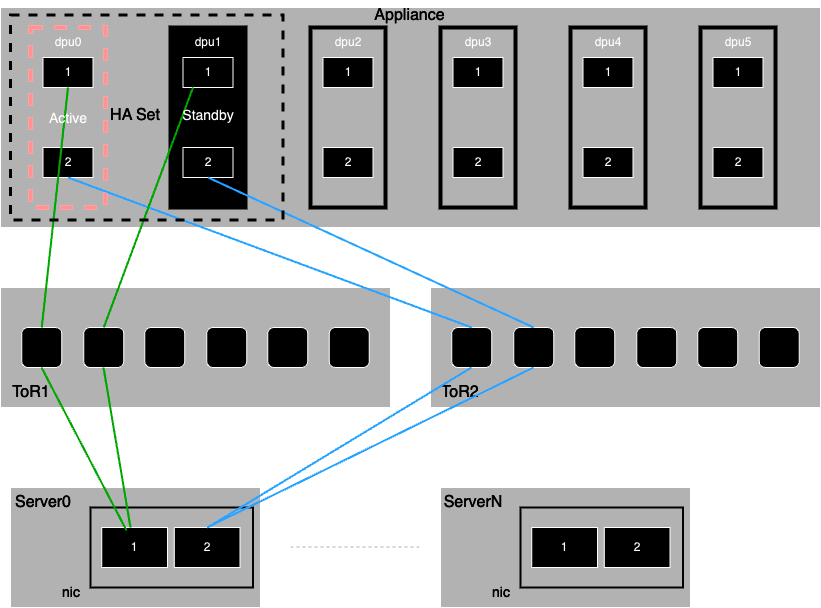 Appliance
dpu0
dpu1
dpu2
dpu3
dpu4
dpu5
1
1
1
1
1
1
Active
HA Set
Standby
2
2
2
2
2
2
ToR1
ToR2
Server0
ServerN
1
2
1
2
nic
nic